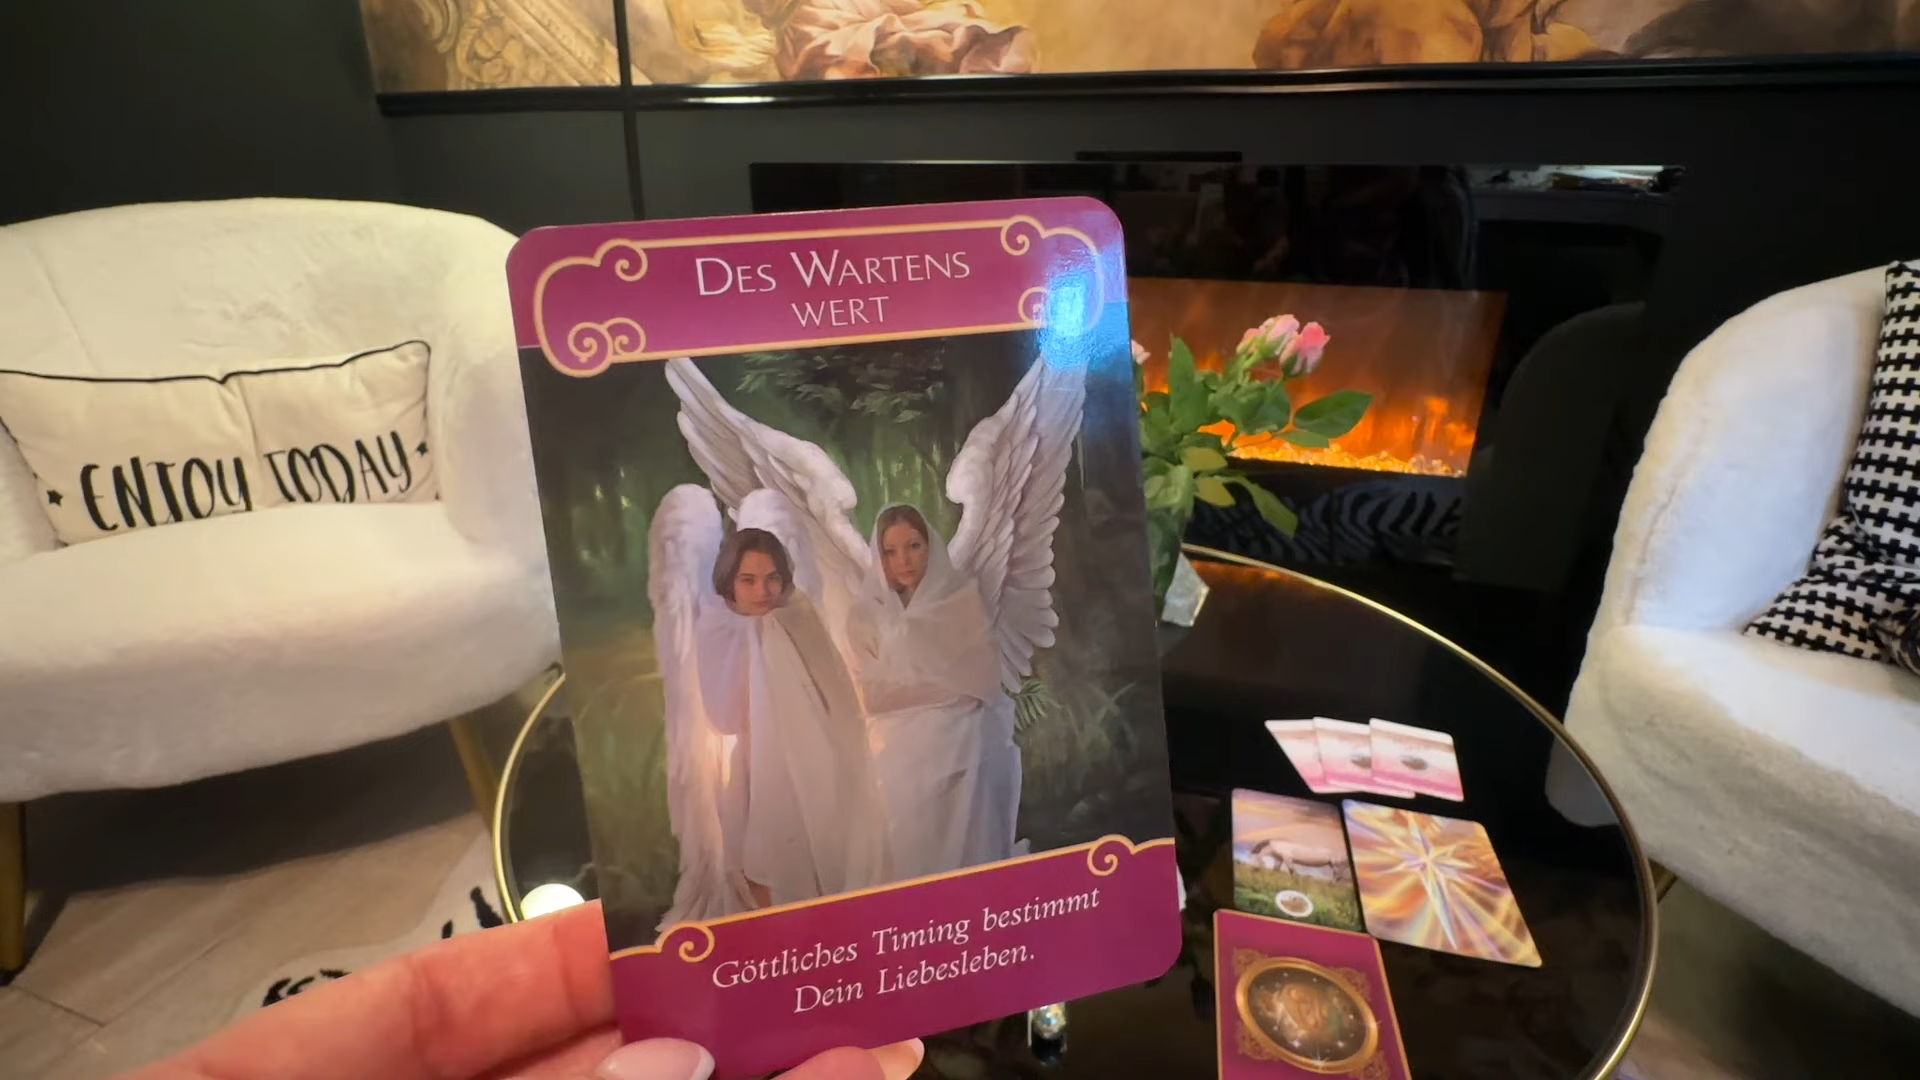 DES WARTENS
WERT
ENJOY TODAY
Göttliches Timing bestimmt
Dein Liebesleben.